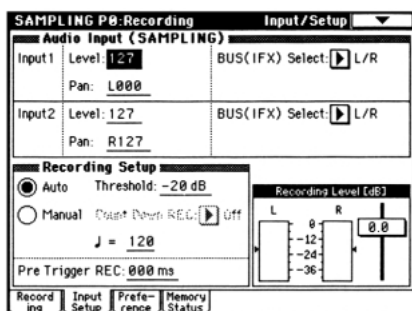 SAMPLING P0:Recording Input/Setup
Audio Input (SAMPLING)
Input1 Level: 127 BUS(IFX) Select: L/R
Pan: L000
Input2 Level: 127 BUS(IFX) Select: L/R
Pan: R127
Recording Setup
Auto Threshold: -20 dB
Manual Count Down REC: Off
♩ = 120
Pre Trigger REC: 000 ms
Recording Level [dB]
L R
0
-12
-24
-36
0.0
Record Input Prefe- Memory
ing Setup rence Status